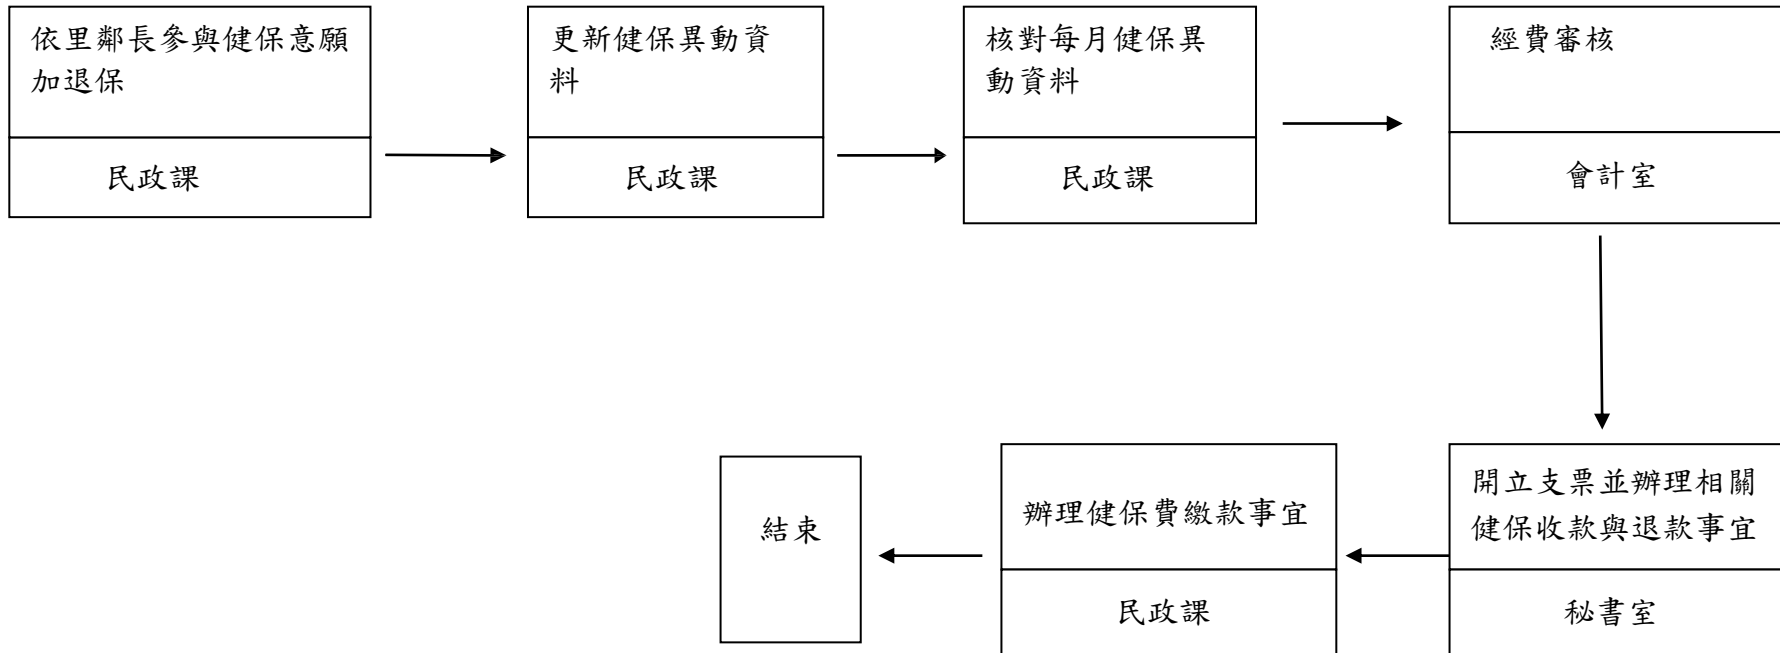 依里鄰長參與健保意願
加退保
民政課
更新健保異動資
料
民政課
核對每月健保異
動資料
民政課
經費審核
會計室
開立支票並辦理相關
健保收款與退款事宜
秘書室
辦理健保費繳款事宜
民政課
結束